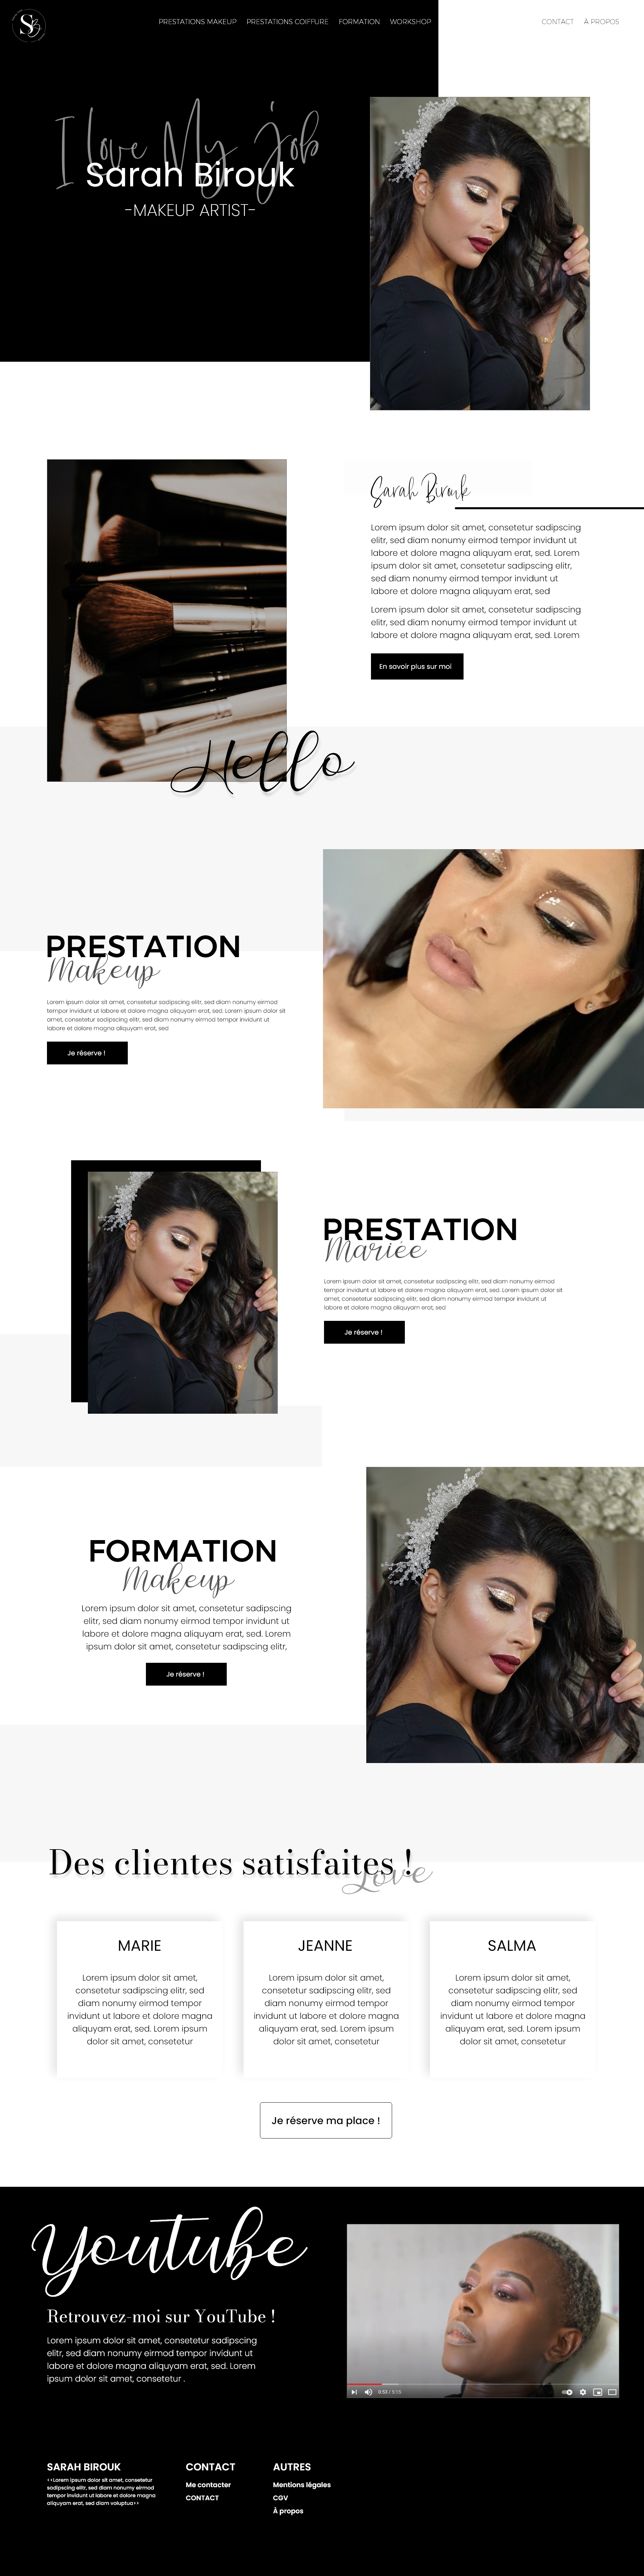 SB
PRESTATIONS MAKEUP PRESTATIONS COIFFURE FORMATION WORKSHOP CONTACT À PROPOS
I love My Job
Sarah Birouk
-MAKEUP ARTIST-
Sarah Birouk
Lorem ipsum dolor sit amet, consetetur sadipscing
elitr, sed diam nonumy eirmod tempor invidunt ut
labore et dolore magna aliquyam erat, sed. Lorem
ipsum dolor sit amet, consetetur sadipscing elitr,
sed diam nonumy eirmod tempor invidunt ut
labore et dolore magna aliquyam erat, sed
Lorem ipsum dolor sit amet, consetetur sadipscing
elitr, sed diam nonumy eirmod tempor invidunt ut
labore et dolore magna aliquyam erat, sed. Lorem
En savoir plus sur moi
Hello
PRESTATION
Makeup
Lorem ipsum dolor sit amet, consetetur sadipscing elitr, sed diam nonumy eirmod
tempor invidunt ut labore et dolore magna aliquyam erat, sed. Lorem ipsum dolor sit
amet, consetetur sadipscing elitr, sed diam nonumy eirmod tempor invidunt ut
labore et dolore magna aliquyam erat, sed
Je réserve !
PRESTATION
Mariée
Lorem ipsum dolor sit amet, consetetur sadipscing elitr, sed diam nonumy eirmod
tempor invidunt ut labore et dolore magna aliquyam erat, sed. Lorem ipsum dolor sit
amet, consetetur sadipscing elitr, sed diam nonumy eirmod tempor invidunt ut
labore et dolore magna aliquyam erat, sed
Je réserve !
FORMATION
Makeup
Lorem ipsum dolor sit amet, consetetur sadipscing
elitr, sed diam nonumy eirmod tempor invidunt ut
labore et dolore magna aliquyam erat, sed. Lorem
ipsum dolor sit amet, consetetur sadipscing elitr,
Je réserve !
Des clientes satisfaites !
Love
MARIE
Lorem ipsum dolor sit amet,
consetetur sadipscing elitr, sed
diam nonumy eirmod tempor
invidunt ut labore et dolore magna
aliquyam erat, sed. Lorem ipsum
dolor sit amet, consetetur
JEANNE
Lorem ipsum dolor sit amet,
consetetur sadipscing elitr, sed
diam nonumy eirmod tempor
invidunt ut labore et dolore magna
aliquyam erat, sed. Lorem ipsum
dolor sit amet, consetetur
SALMA
Lorem ipsum dolor sit amet,
consetetur sadipscing elitr, sed
diam nonumy eirmod tempor
invidunt ut labore et dolore magna
aliquyam erat, sed. Lorem ipsum
dolor sit amet, consetetur
Je réserve ma place !
Youtube
Retrouvez-moi sur YouTube !
Lorem ipsum dolor sit amet, consetetur sadipscing
elitr, sed diam nonumy eirmod tempor invidunt ut
labore et dolore magna aliquyam erat, sed. Lorem
ipsum dolor sit amet, consetetur .
0:53 / 5:15
SARAH BIROUK
‹‹Lorem ipsum dolor sit amet, consetetur
sadipscing elitr, sed diam nonumy eirmod
tempor invidunt ut labore et dolore magna
aliquyam erat, sed diam voluptua››
CONTACT
Me contacter
CONTACT
AUTRES
Mentions légales
CGV
À propos